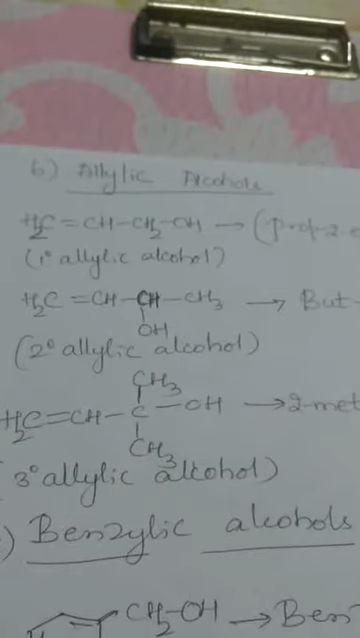 6) Allylic Alcohols
H2C=CH-CH2-OH → (Prop-2-e
(1° allylic alcohol)
H2C=CH-CH-CH3 → But
OH
(2° allylic alcohol)
CH3
H2C=CH-C-OH → 2-met
CH3
3° allylic alcohol)
) Benzylic alcohols
CH2-OH → Ben